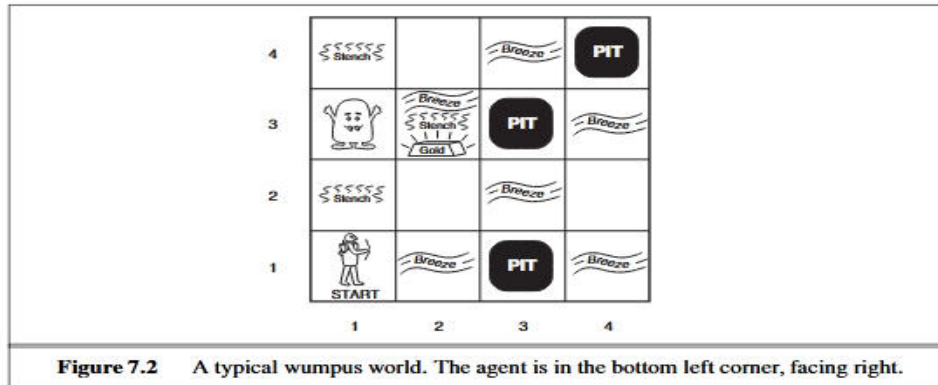 4 Stench Breeze PIT
3 Breeze Stench Gold PIT Breeze
2 Stench Breeze
1 START Breeze PIT Breeze
1 2 3 4
Figure 7.2 A typical wumpus world. The agent is in the bottom left corner, facing right.